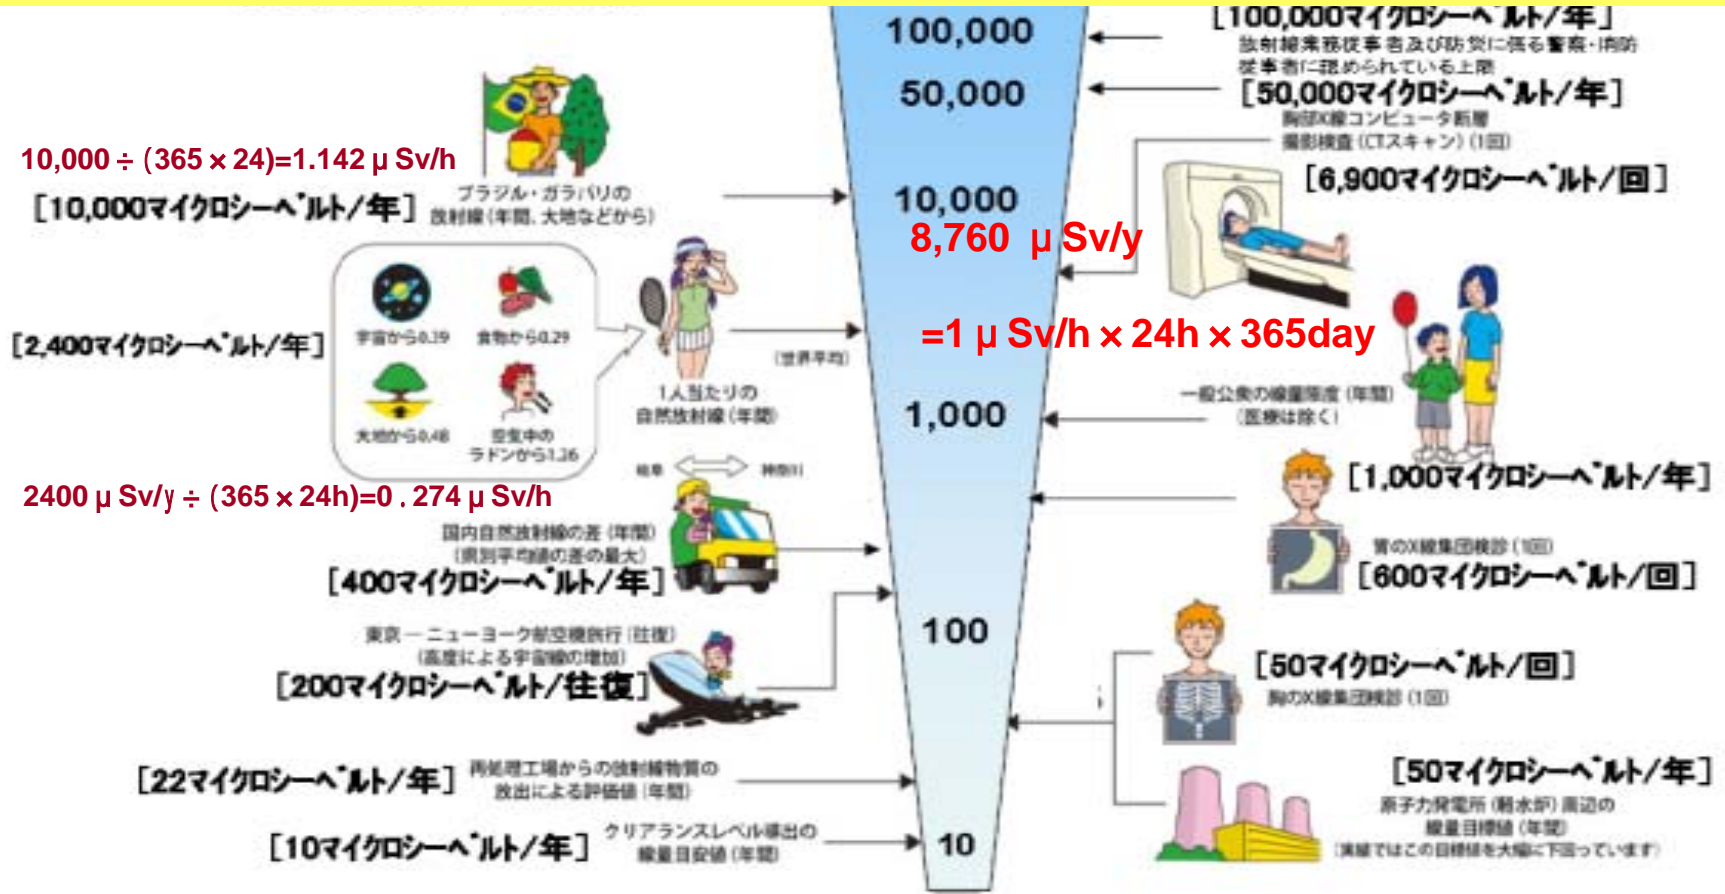 100,000
[100,000マイクロシーベルト/年]
放射線業務従事者及び防災に係る警察・消防
従事者に認められている上限
50,000
[50,000マイクロシーベルト/年]
胸部X線コンピュータ断層
撮影検査(CTスキャン)(1回)
[6,900マイクロシーベルト/回]
10,000 ÷ (365 × 24)=1.142 μ Sv/h
[10,000マイクロシーベルト/年]
ブラジル・ガラパリの
放射線(年間、大地などから)
10,000
8,760 μ Sv/y
=1 μ Sv/h × 24h × 365day
[2,400マイクロシーベルト/年]
宇宙から0.39
食物から0.29
大地から0.48
空気中の
ラドンから1.26
1人当たりの
自然放射線(年間)
(世界平均)
1,000
一般公衆の線量限度(年間)
(医療は除く)
[1,000マイクロシーベルト/年]
2400 μ Sv/y ÷ (365 × 24h)=0.274 μ Sv/h
岐阜
神奈川
国内自然放射線の差(年間)
(県別平均値の差の最大)
[400マイクロシーベルト/年]
胃のX線集団検診(1回)
[600マイクロシーベルト/回]
100
東京―ニューヨーク航空機旅行(往復)
(高度による宇宙線の増加)
[200マイクロシーベルト/往復]
[50マイクロシーベルト/回]
胸のX線集団検診(1回)
[22マイクロシーベルト/年]
再処理工場からの放射線物質の
放出による評価値(年間)
[50マイクロシーベルト/年]
原子力発電所(軽水炉)周辺の
線量目標値(年間)
(実績ではこの目標値を大幅に下回っています)
[10マイクロシーベルト/年]
クリアランスレベル導出の
線量目安値(年間)
10